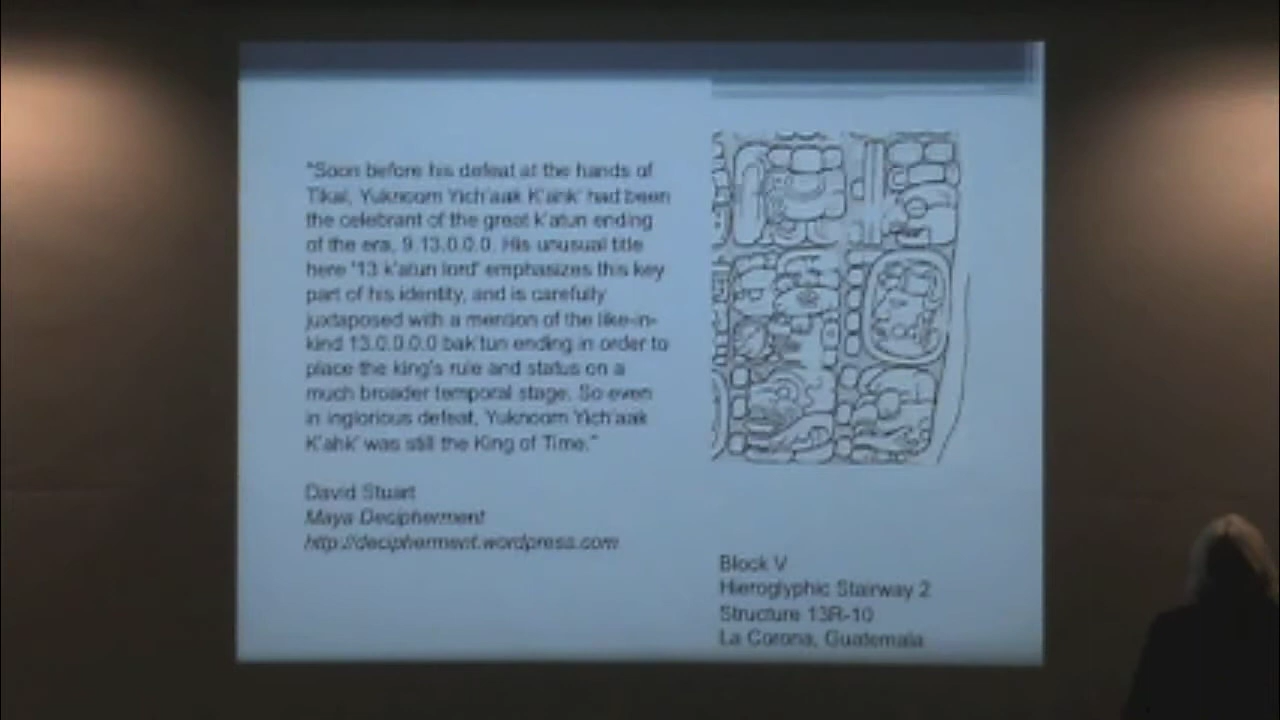 "Soon before his defeat at the hands of
Tikal, Yuknoom Yich'aak K'ahk' had been
the celebrant of the great k'atun ending
of the era, 9.13.0.0.0. His unusual title
here '13 k'atun lord' emphasizes this key
part of his identity, and is carefully
juxtaposed with a mention of the like-in-
kind 13.0.0.0.0 bak'tun ending in order to
place the king's rule and status on a
much broader temporal stage. So even
in inglorious defeat, Yuknoom Yich'aak
K'ahk' was still the King of Time."
David Stuart
Maya Decipherment
http://decipherment.wordpress.com
Block V
Hieroglyphic Stairway 2
Structure 13R-10
La Corona, Guatemala